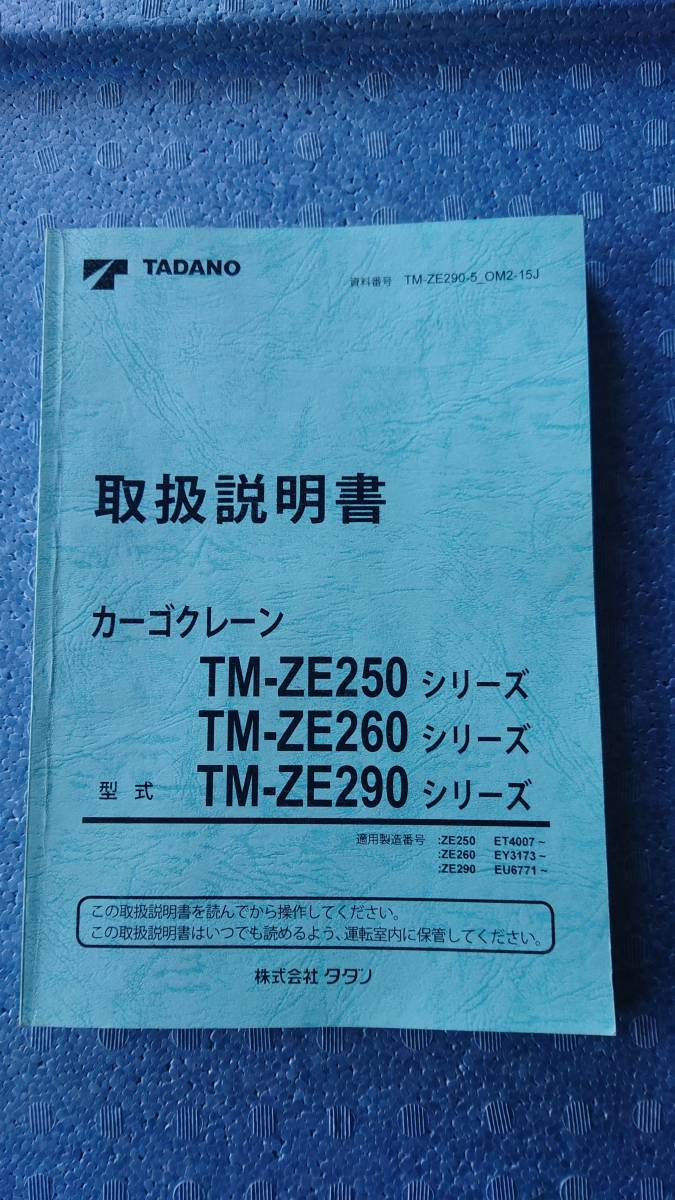 TADANO
資料番号 TM-ZE290-5_OM2-15J
取扱説明書
カーゴクレーン
TM-ZE250 シリーズ
TM-ZE260 シリーズ
型式 TM-ZE290 シリーズ
適用製造番号 :ZE250 ET4007~
:ZE260 EY3173~
:ZE290 EU6771~
この取扱説明書を読んでから操作してください。
この取扱説明書はいつでも読めるよう、運転室内に保管してください。
株式会社 タダノ